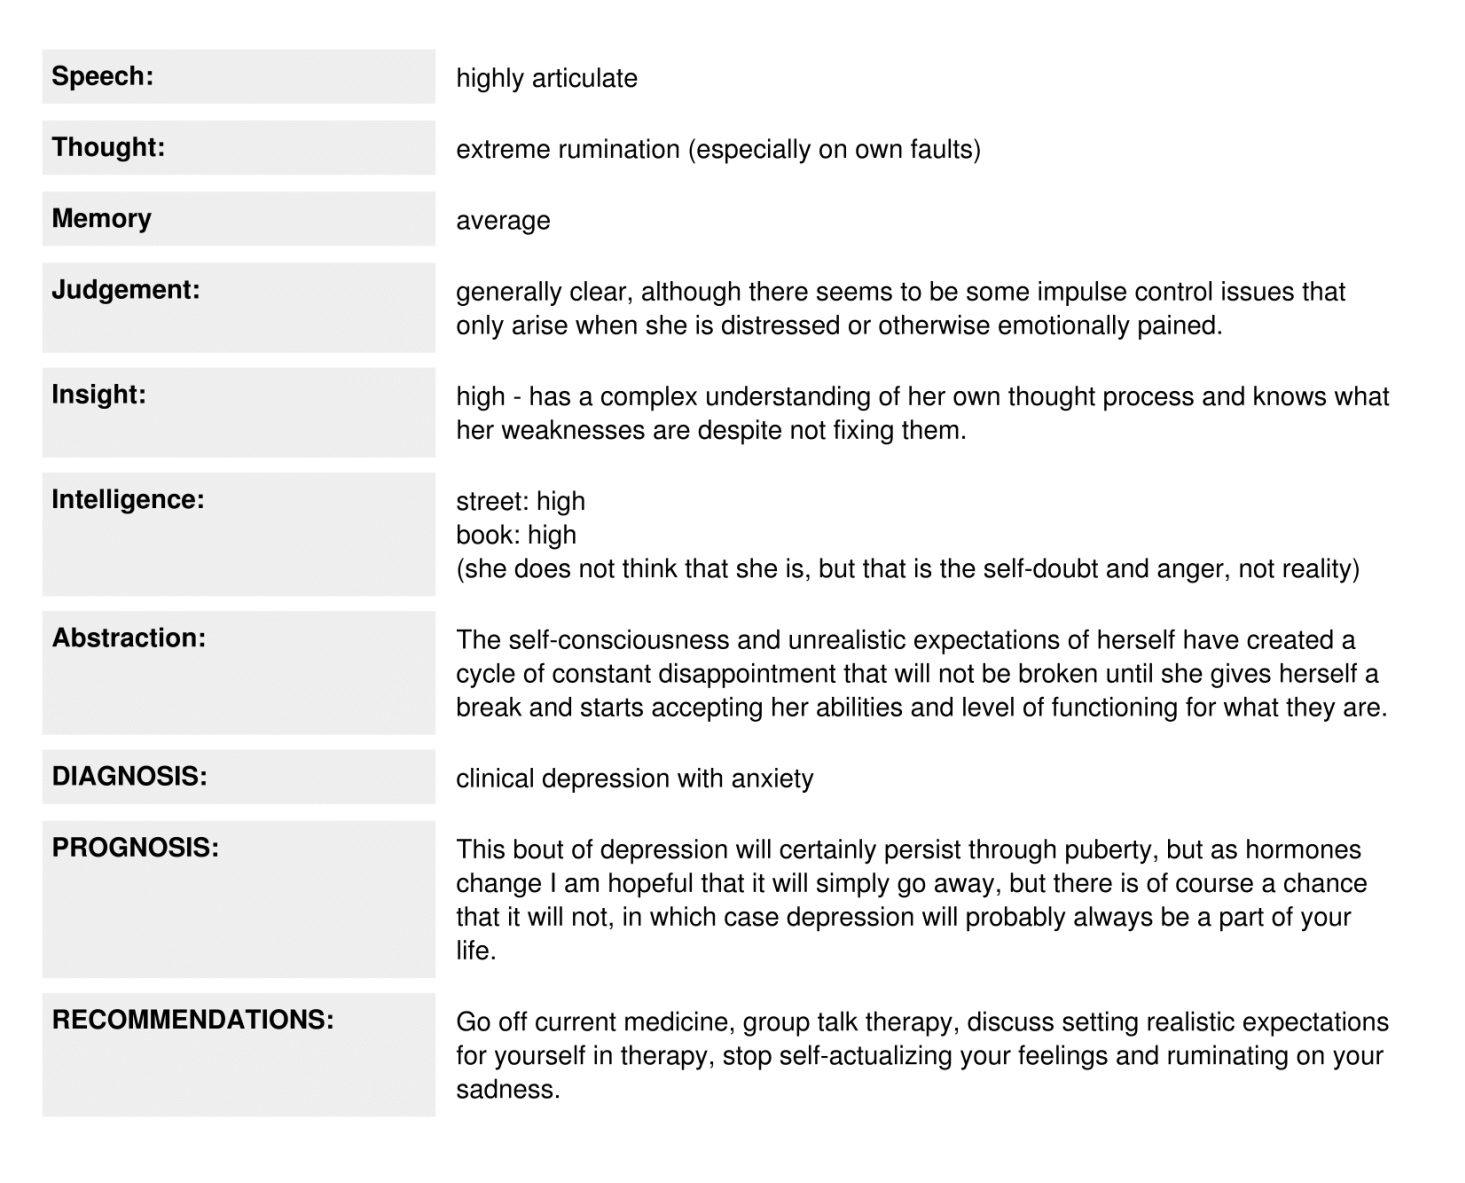 Speech: highly articulate
Thought: extreme rumination (especially on own faults)
Memory average
Judgement: generally clear, although there seems to be some impulse control issues that
only arise when she is distressed or otherwise emotionally pained.
Insight: high - has a complex understanding of her own thought process and knows what
her weaknesses are despite not fixing them.
Intelligence: street: high
book: high
(she does not think that she is, but that is the self-doubt and anger, not reality)
Abstraction: The self-consciousness and unrealistic expectations of herself have created a
cycle of constant disappointment that will not be broken until she gives herself a
break and starts accepting her abilities and level of functioning for what they are.
DIAGNOSIS: clinical depression with anxiety
PROGNOSIS: This bout of depression will certainly persist through puberty, but as hormones
change I am hopeful that it will simply go away, but there is of course a chance
that it will not, in which case depression will probably always be a part of your
life.
RECOMMENDATIONS: Go off current medicine, group talk therapy, discuss setting realistic expectations
for yourself in therapy, stop self-actualizing your feelings and ruminating on your
sadness.